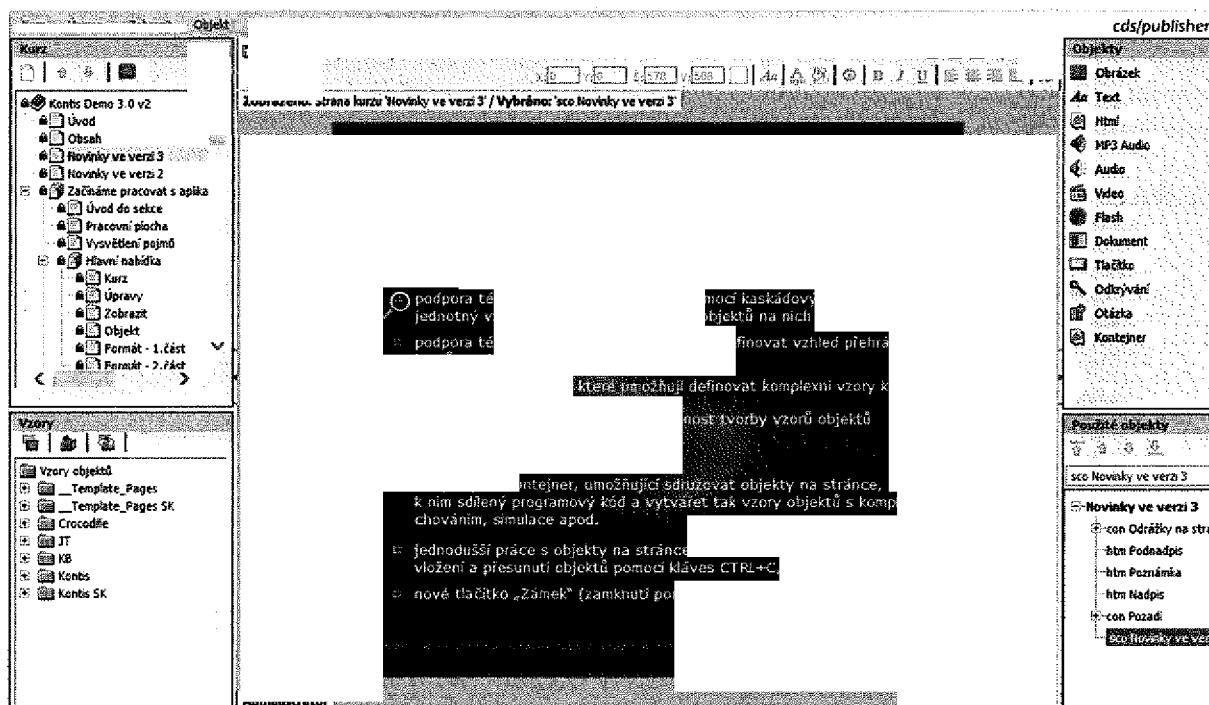 Objekt
cds/publisher
Kurz
Kontis Demo 3.0 v2
Úvod
Obsah
Novinky ve verzi 3
Novinky ve verzi 2
Začínáme pracovat s aplika
Úvod do sekce
Pracovní plocha
Vysvětlení pojmů
Hlavní nabídka
Kurz
Úpravy
Zobrazit
Objekt
Formát - 1.část
Formát - 2.část
Vzory
Vzory objektů
__Template_Pages
__Template_Pages SK
Crocodile
JT
KB
Kontis
Kontis SK
Zobrazeno: Strana kurzu 'Novinky ve verzi 3' / Vybráno: 'sco Novinky ve verzi 3'
podpora té mocí kaskádový
jednotný v bjektů na nich
podpora té finovat vzhled přehrá
které umožňují definovat komplexní vzory k
nost tvorby vzorů objektů
ntejner, umožňující sdružovat objekty na stránce,
k nim sdílený programový kód a vytvářet tak vzory objektů s komp
chováním, simulace apod.
jednodušší práce s objekty na stránce
vložení a přesunutí objektů pomocí kláves CTRL+C,
nové tlačítko „Zámek“ (zamknutí po
Objekty
Obrázek
Text
Html
MP3 Audio
Audio
Video
Flash
Dokument
Tlačítko
Odkrývání
Otázka
Kontejner
Použité objekty
sco Novinky ve verzi 3
Novinky ve verzi 3
con Odrážky na stra
htm Podnadpis
htm Poznámka
htm Nadpis
con Pozadí
sco Novinky ve ver